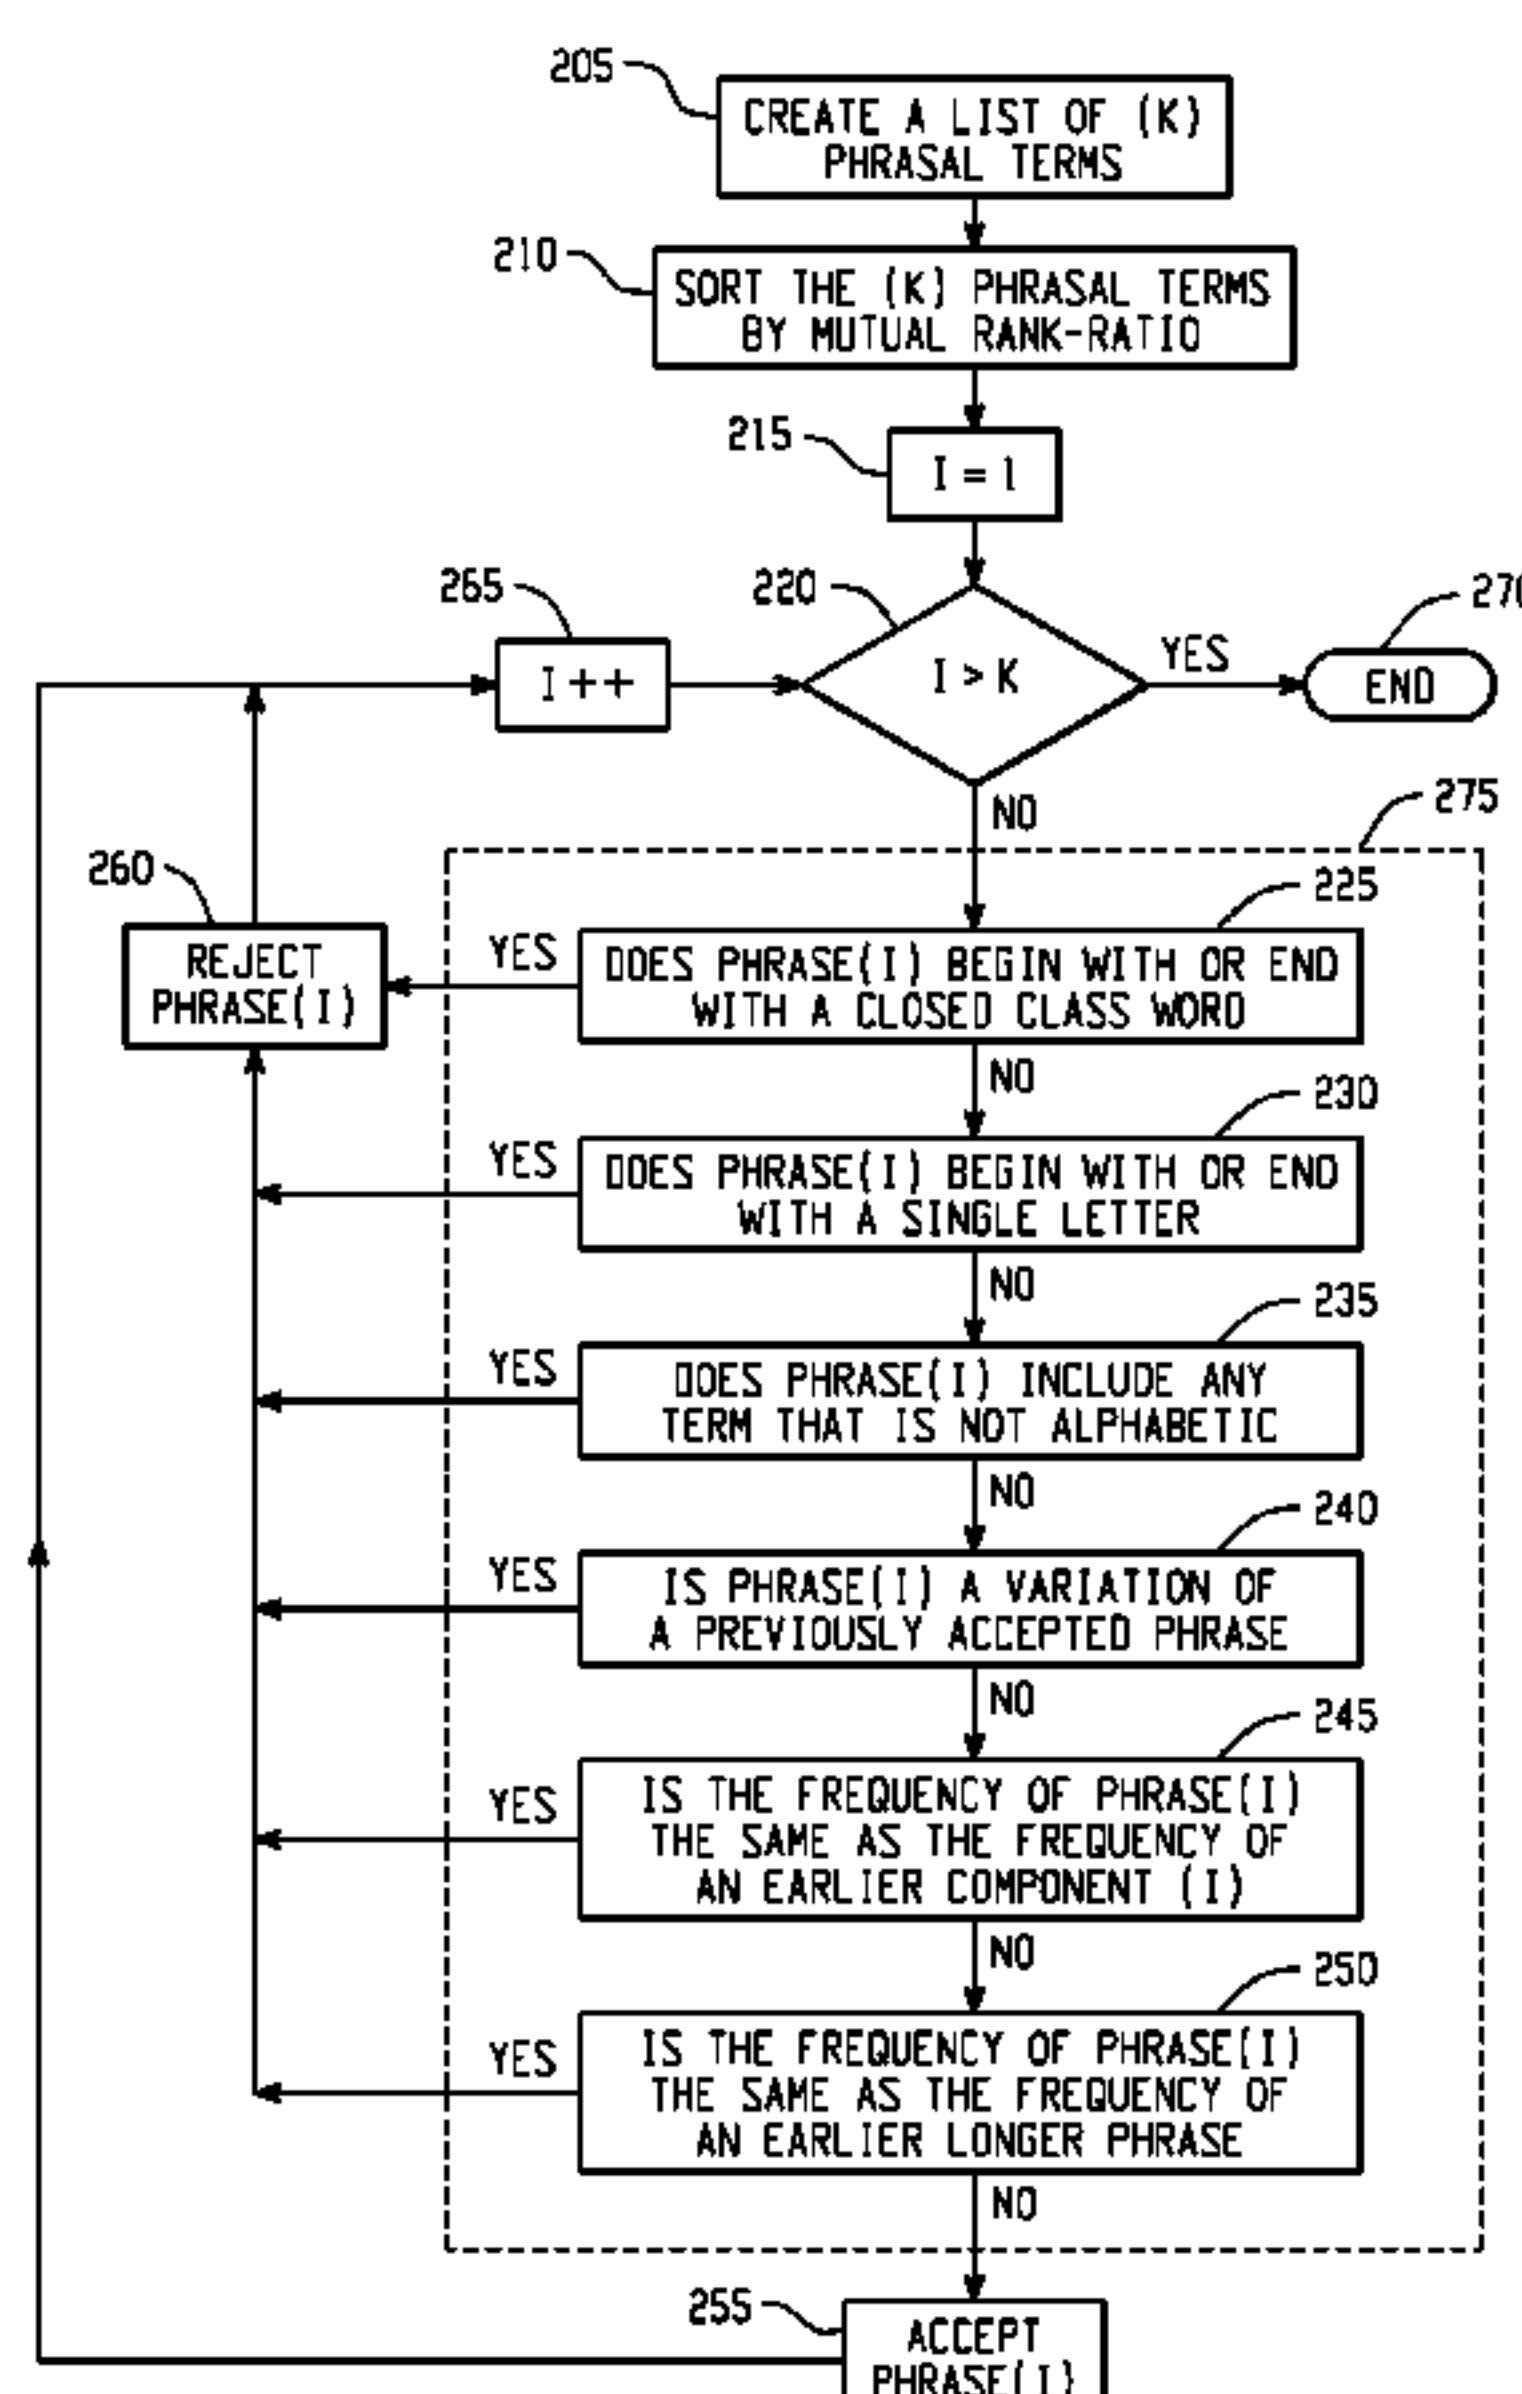 205
CREATE A LIST OF (K)
PHRASAL TERMS
210
SORT THE (K) PHRASAL TERMS
BY MUTUAL RANK-RATIO
215
I = 1
265
220
270
I ++
I > K
YES
END
NO
275
260
225
REJECT
PHRASE(I)
YES
DOES PHRASE(I) BEGIN WITH OR END
WITH A CLOSED CLASS WORD
NO
230
YES
DOES PHRASE(I) BEGIN WITH OR END
WITH A SINGLE LETTER
NO
235
YES
DOES PHRASE(I) INCLUDE ANY
TERM THAT IS NOT ALPHABETIC
NO
240
YES
IS PHRASE(I) A VARIATION OF
A PREVIOUSLY ACCEPTED PHRASE
NO
245
YES
IS THE FREQUENCY OF PHRASE(I)
THE SAME AS THE FREQUENCY OF
AN EARLIER COMPONENT (I)
NO
250
YES
IS THE FREQUENCY OF PHRASE(I)
THE SAME AS THE FREQUENCY OF
AN EARLIER LONGER PHRASE
NO
255
ACCEPT
PHRASE(I)